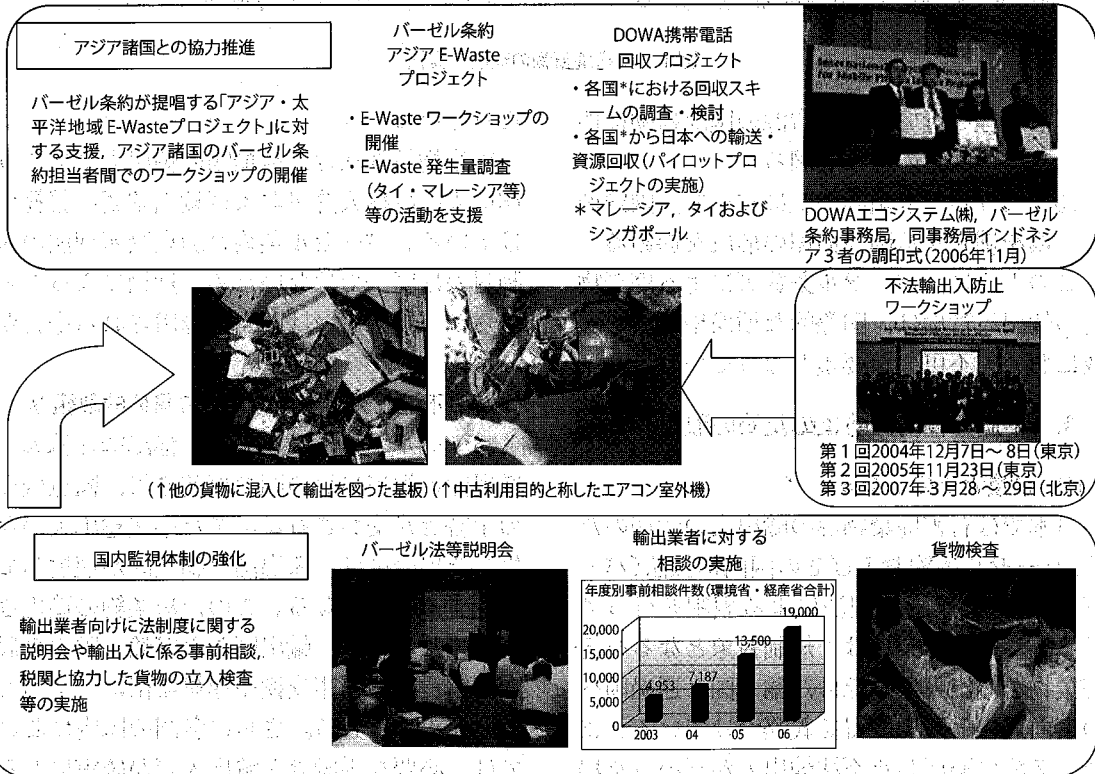 アジア諸国との協力推進
バーゼル条約が提唱する「アジア・太
平洋地域E-Wasteプロジェクト」に対
する支援，アジア諸国のバーゼル条
約担当者間でのワークショップの開催
バーゼル条約
アジア E-Waste
プロジェクト
・E-Waste ワークショップの
開催
・E-Waste 発生量調査
（タイ・マレーシア等）
等の活動を支援
DOWA携帯電話
回収プロジェクト
・各国*における回収スキ
ームの調査・検討
・各国*から日本への輸送・
資源回収（パイロットプロ
ジェクトの実施）
＊マレーシア，タイおよび
シンガポール
DOWAエコシステム㈱，バーゼル
条約事務局，同事務局インドネシ
ア3者の調印式（2006年11月）
不法輸出入防止
ワークショップ
第1回2004年12月7日～8日（東京）
第2回2005年11月23日（東京）
第3回2007年3月28～29日（北京）
（↑他の貨物に混入して輸出を図った基板）（↑中古利用目的と称したエアコン室外機）
国内監視体制の強化
輸出業者向けに法制度に関する
説明会や輸出入に係る事前相談，
税関と協力した貨物の立入検査
等の実施
バーゼル法等説明会
輸出業者に対する
相談の実施
年度別事前相談件数（環境省・経産省合計）
20,000
15,000
10,000
5,000
0
4,953
7,187
13,500
19,000
2003 04 05 06
貨物検査